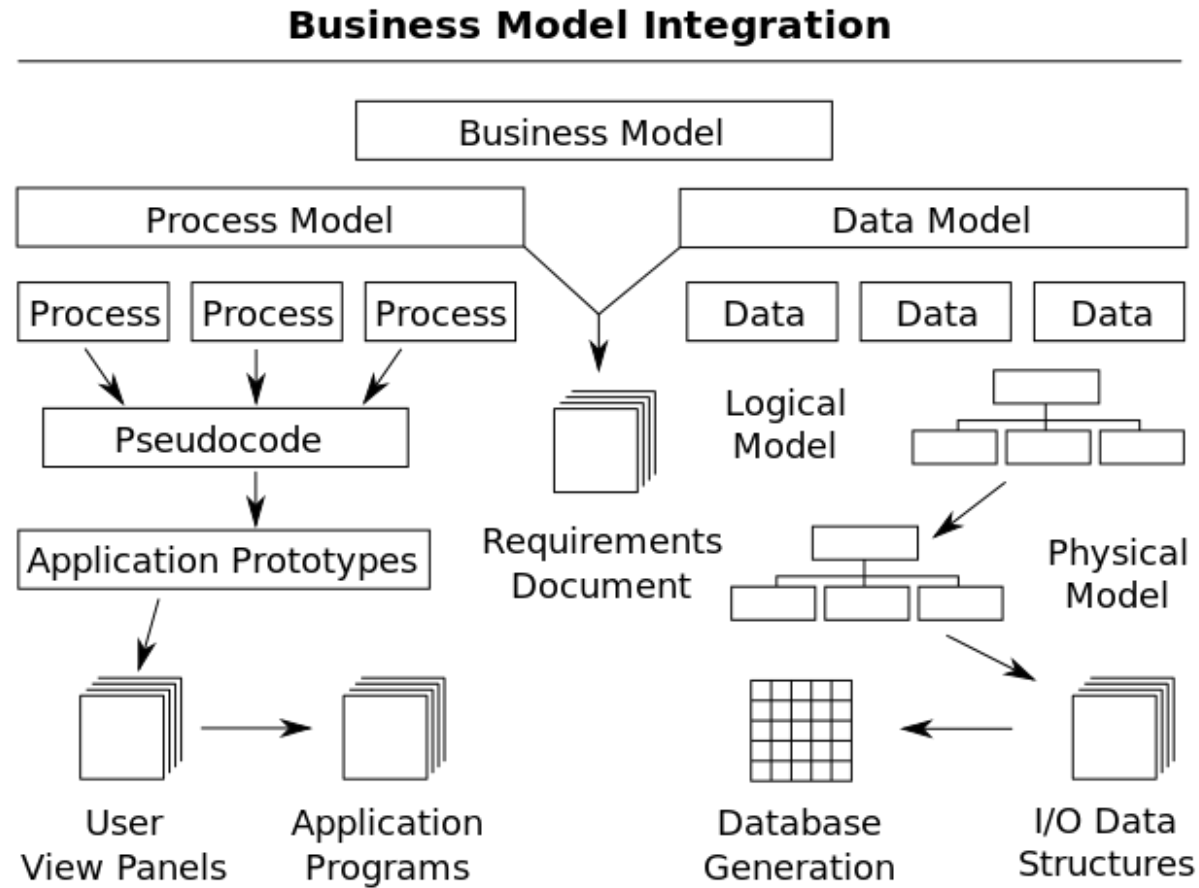 Business Model Integration
Business Model
Process Model
Data Model
Process
Process
Process
Data
Data
Data
Pseudocode
Logical
Model
Application Prototypes
Requirements
Document
Physical
Model
User
View Panels
Application
Programs
Database
Generation
I/O Data
Structures